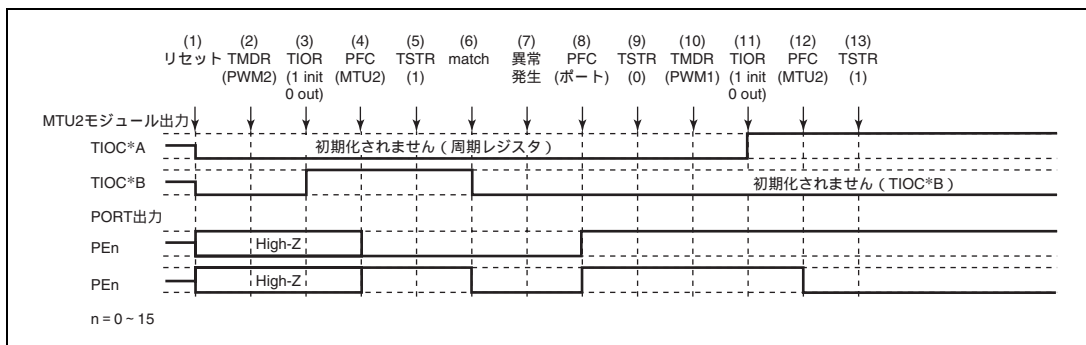 (1) (2) (3) (4) (5) (6) (7) (8) (9) (10) (11) (12) (13)
リセット TMDR TIOR PFC TSTR match 異常 PFC TSTR TMDR TIOR PFC TSTR
(PWM2) (1 init (MTU2) (1) 発生 (ポート) (0) (PWM1) (1 init (MTU2) (1)
0 out) 0 out)
MTU2モジュール出力
TIOC*A 初期化されません(周期レジスタ)
TIOC*B 初期化されません(TIOC*B)
PORT出力
PEn High-Z
PEn High-Z
n = 0 ~ 15